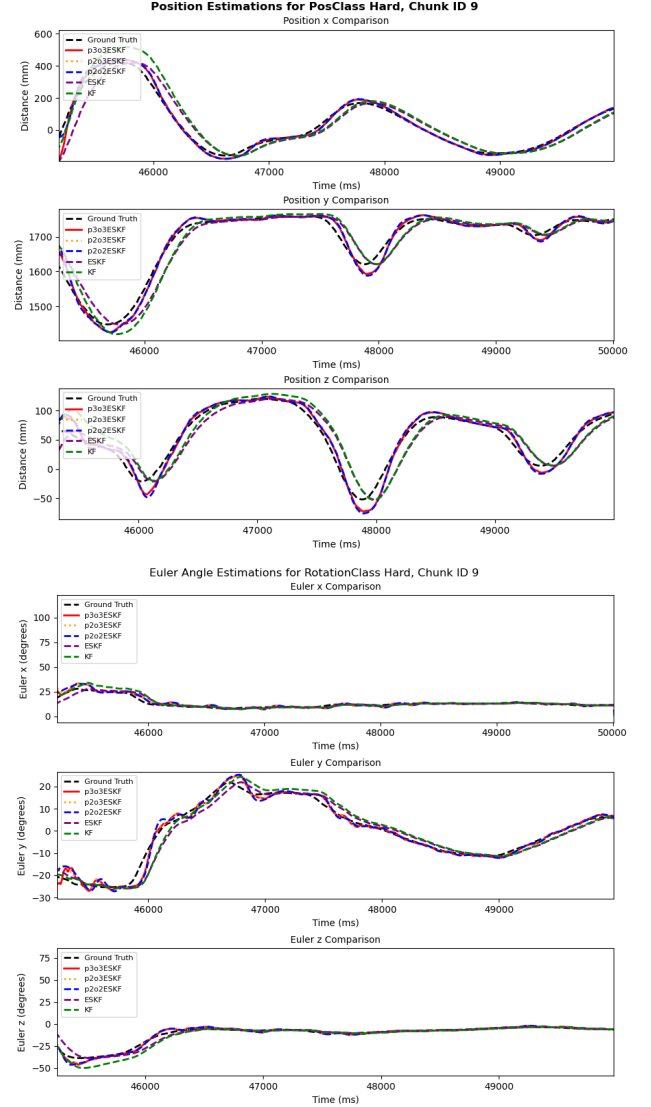 Position Estimations for PosClass Hard, Chunk ID 9
Position x Comparison
600
400
200
0
Distance (mm)
Ground Truth
p3o3ESKF
p2o3ESKF
p2o2ESKF
ESKF
KF
46000 47000 48000 49000
Time (ms)
Position y Comparison
1700
1600
1500
Distance (mm)
Ground Truth
p3o3ESKF
p2o3ESKF
p2o2ESKF
ESKF
KF
46000 47000 48000 49000 50000
Time (ms)
Position z Comparison
100
50
0
−50
Distance (mm)
Ground Truth
p3o3ESKF
p2o3ESKF
p2o2ESKF
ESKF
KF
46000 47000 48000 49000
Time (ms)
Euler Angle Estimations for RotationClass Hard, Chunk ID 9
Euler x Comparison
100
75
50
25
0
Euler x (degrees)
Ground Truth
p3o3ESKF
p2o3ESKF
p2o2ESKF
ESKF
KF
46000 47000 48000 49000 50000
Time (ms)
Euler y Comparison
20
10
0
−10
−20
−30
Euler y (degrees)
Ground Truth
p3o3ESKF
p2o3ESKF
p2o2ESKF
ESKF
KF
46000 47000 48000 49000
Time (ms)
Euler z Comparison
75
50
25
0
−25
−50
Euler z (degrees)
Ground Truth
p3o3ESKF
p2o3ESKF
p2o2ESKF
ESKF
KF
46000 47000 48000 49000
Time (ms)